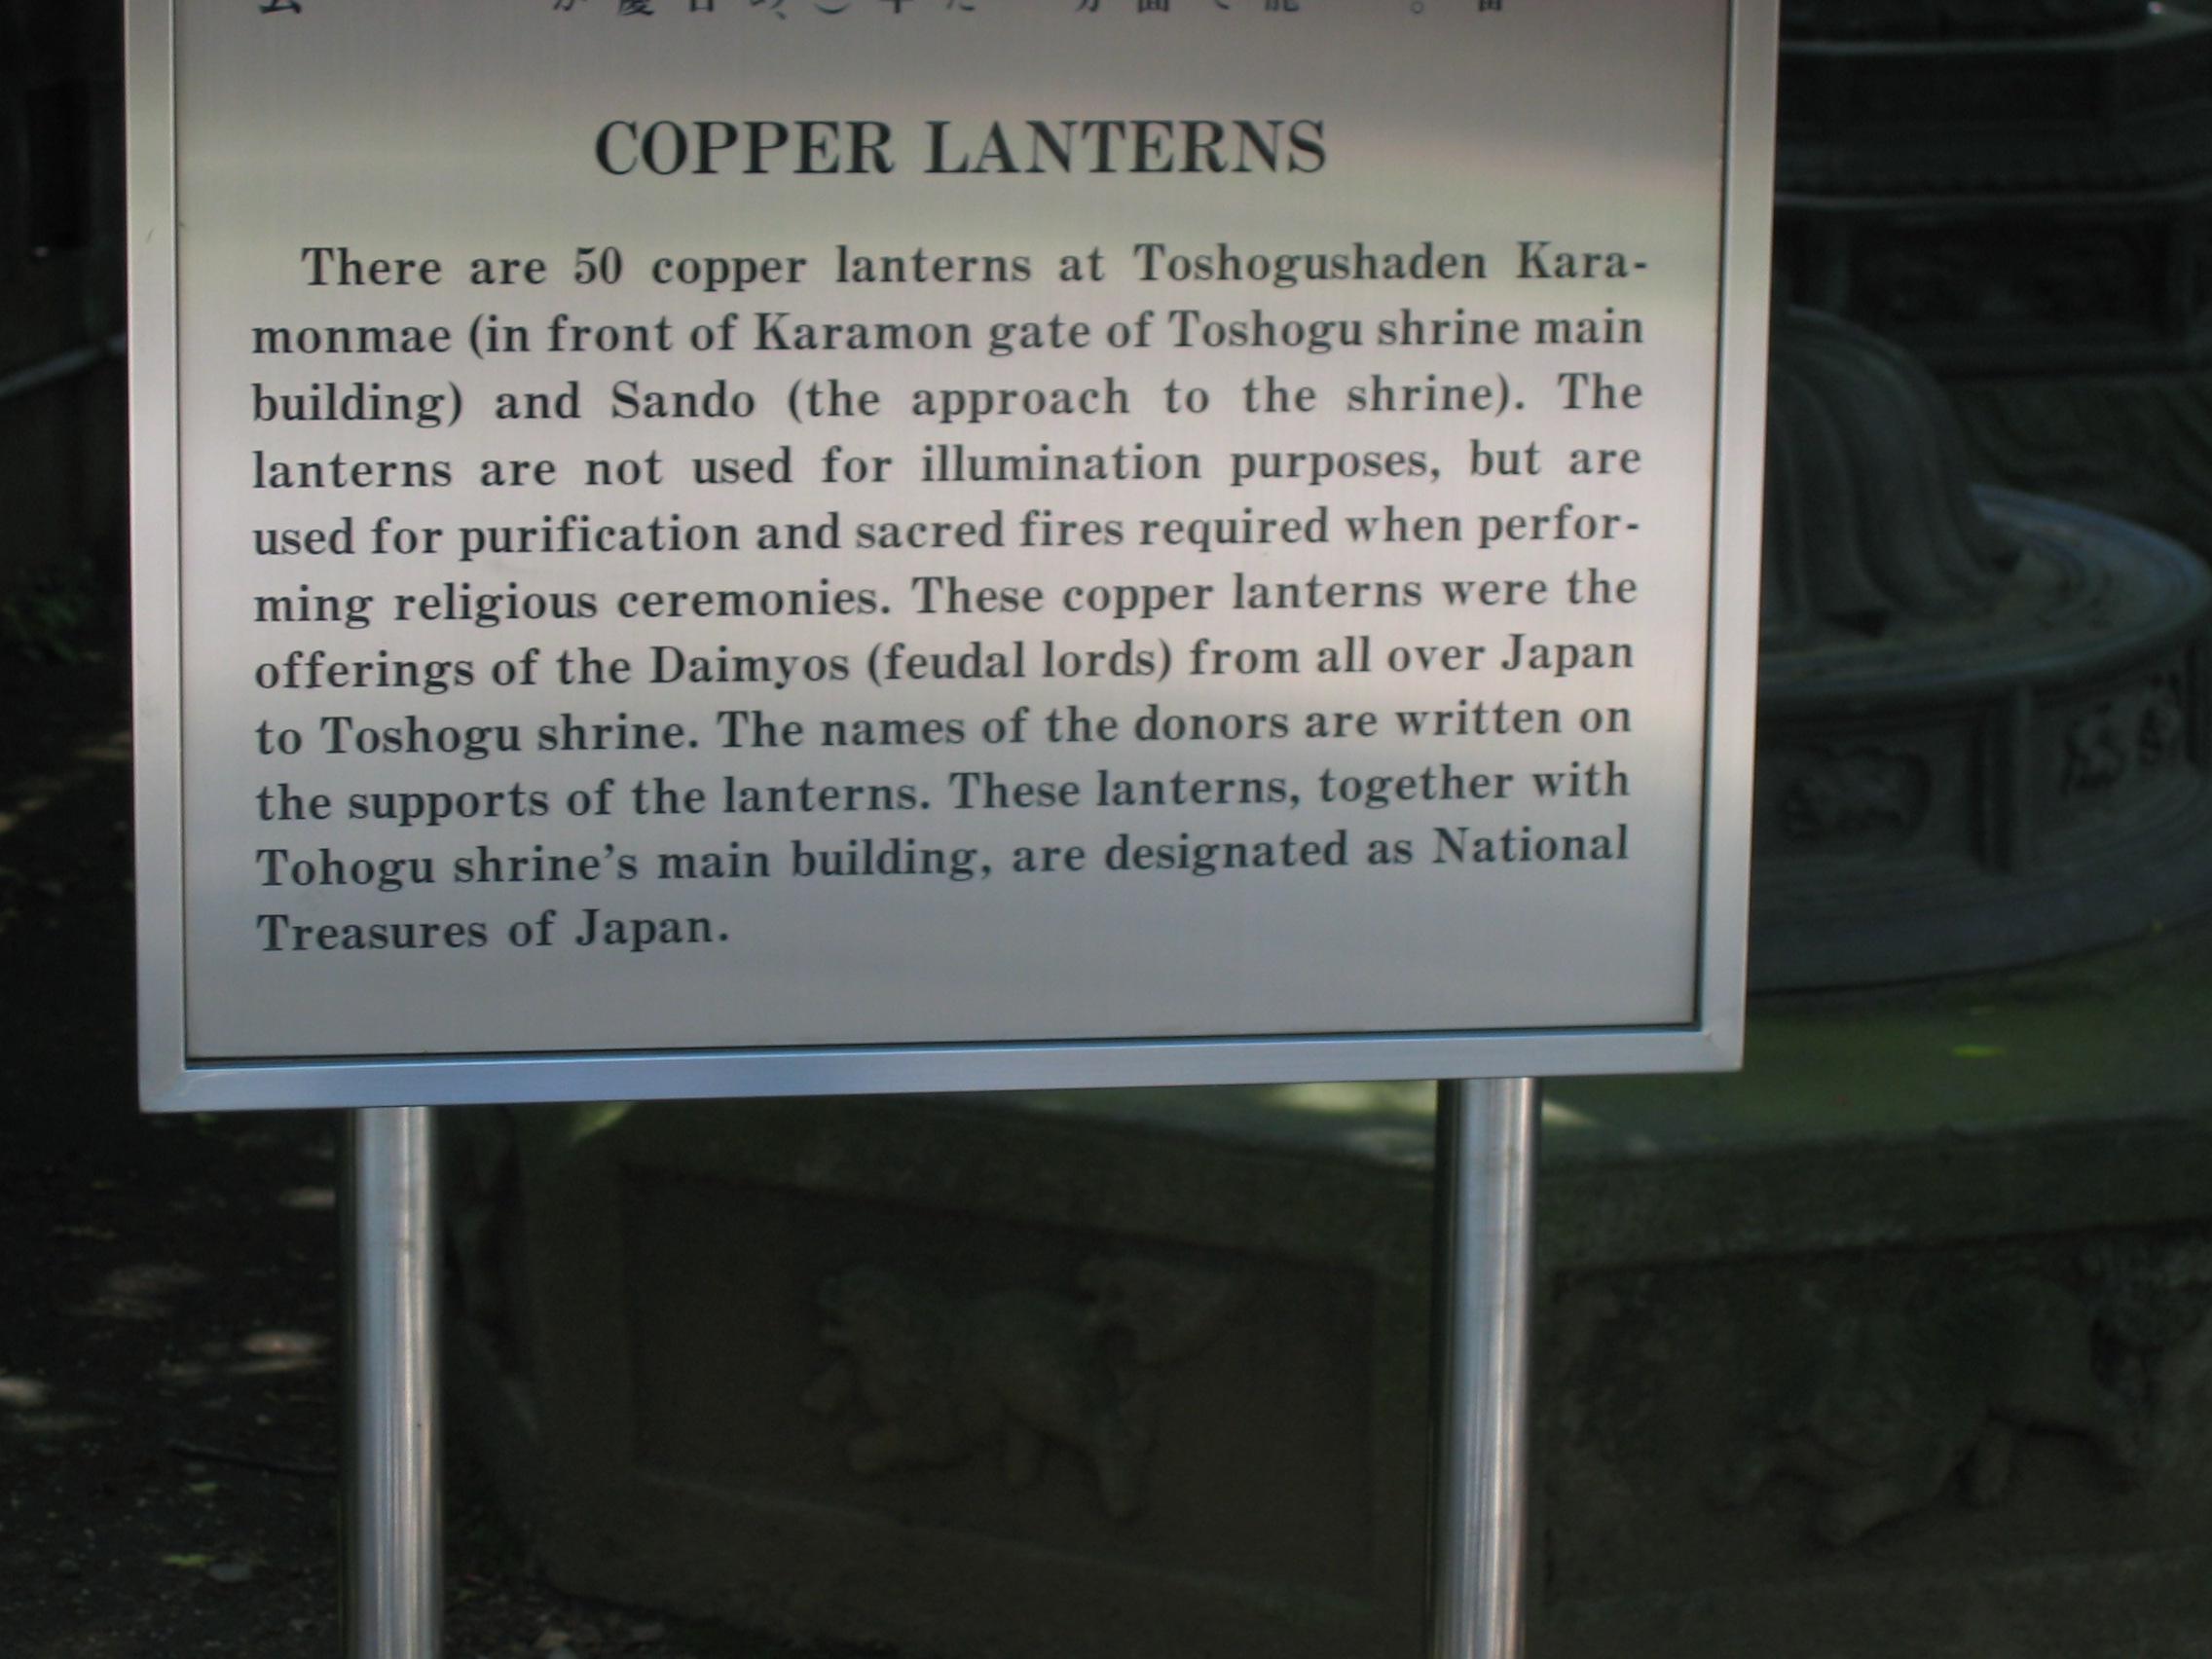 COPPER LANTERNS
There are 50 copper lanterns at Toshogushaden Kara-
monmae (in front of Karamon gate of Toshogu shrine main
building) and Sando (the approach to the shrine). The
lanterns are not used for illumination purposes, but are
used for purification and sacred fires required when perfor-
ming religious ceremonies. These copper lanterns were the
offerings of the Daimyos (feudal lords) from all over Japan
to Toshogu shrine. The names of the donors are written on
the supports of the lanterns. These lanterns, together with
Tohogu shrine's main building, are designated as National
Treasures of Japan.